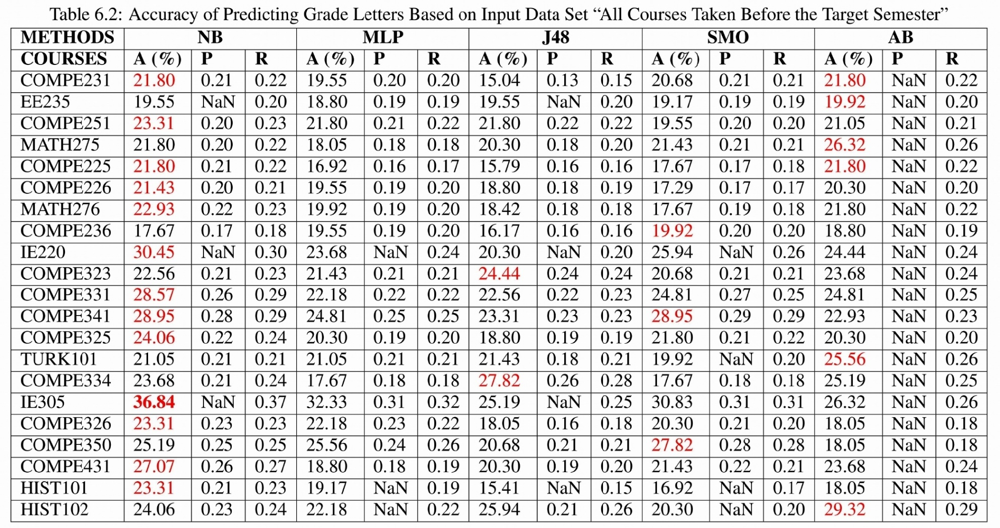 Table 6.2: Accuracy of Predicting Grade Letters Based on Input Data Set “All Courses Taken Before the Target Semester”
METHODS NB MLP J48 SMO AB
COURSES A (%) P R A (%) P R A (%) P R A (%) P R A (%) P R
COMPE231 21.80 0.21 0.22 19.55 0.20 0.20 15.04 0.13 0.15 20.68 0.21 0.21 21.80 NaN 0.22
EE235 19.55 NaN 0.20 18.80 0.19 0.19 19.55 NaN 0.20 19.17 0.19 0.19 19.92 NaN 0.20
COMPE251 23.31 0.20 0.23 21.80 0.21 0.22 21.80 0.22 0.22 19.55 0.20 0.20 21.05 NaN 0.21
MATH275 21.80 0.20 0.22 18.05 0.18 0.18 20.30 0.18 0.20 21.43 0.21 0.21 26.32 NaN 0.26
COMPE225 21.80 0.21 0.22 16.92 0.16 0.17 15.79 0.16 0.16 17.67 0.17 0.18 21.80 NaN 0.22
COMPE226 21.43 0.20 0.21 19.55 0.19 0.20 18.80 0.18 0.19 17.29 0.17 0.17 20.30 NaN 0.20
MATH276 22.93 0.22 0.23 19.92 0.19 0.20 18.42 0.18 0.18 17.67 0.19 0.18 21.80 NaN 0.22
COMPE236 17.67 0.17 0.18 19.55 0.19 0.20 16.17 0.16 0.16 19.92 0.20 0.20 18.80 NaN 0.19
IE220 30.45 NaN 0.30 23.68 NaN 0.24 20.30 NaN 0.20 25.94 NaN 0.26 24.44 NaN 0.24
COMPE323 22.56 0.21 0.23 21.43 0.21 0.21 24.44 0.24 0.24 20.68 0.21 0.21 23.68 NaN 0.24
COMPE331 28.57 0.26 0.29 22.18 0.22 0.22 22.56 0.22 0.23 24.81 0.27 0.25 24.81 NaN 0.25
COMPE341 28.95 0.28 0.29 24.81 0.25 0.25 23.31 0.23 0.23 28.95 0.29 0.29 22.93 NaN 0.23
COMPE325 24.06 0.22 0.24 20.30 0.19 0.20 18.80 0.19 0.19 21.80 0.21 0.22 20.30 NaN 0.20
TURK101 21.05 0.21 0.21 21.05 0.21 0.21 21.43 0.18 0.21 19.92 NaN 0.20 25.56 NaN 0.26
COMPE334 23.68 0.21 0.24 17.67 0.18 0.18 27.82 0.26 0.28 17.67 0.18 0.18 25.19 NaN 0.25
IE305 36.84 NaN 0.37 32.33 0.31 0.32 25.19 NaN 0.25 30.83 0.31 0.31 26.32 NaN 0.26
COMPE326 23.31 0.23 0.23 22.18 0.23 0.22 18.05 0.16 0.18 20.30 0.21 0.20 18.05 NaN 0.18
COMPE350 25.19 0.25 0.25 25.56 0.24 0.26 20.68 0.21 0.21 27.82 0.28 0.28 18.05 NaN 0.18
COMPE431 27.07 0.26 0.27 18.80 0.18 0.19 20.30 0.19 0.20 21.43 0.22 0.21 23.68 NaN 0.24
HIST101 23.31 0.21 0.23 19.17 NaN 0.19 15.41 NaN 0.15 16.92 NaN 0.17 18.05 NaN 0.18
HIST102 24.06 0.23 0.24 22.18 NaN 0.22 25.94 0.21 0.26 20.30 NaN 0.20 29.32 NaN 0.29